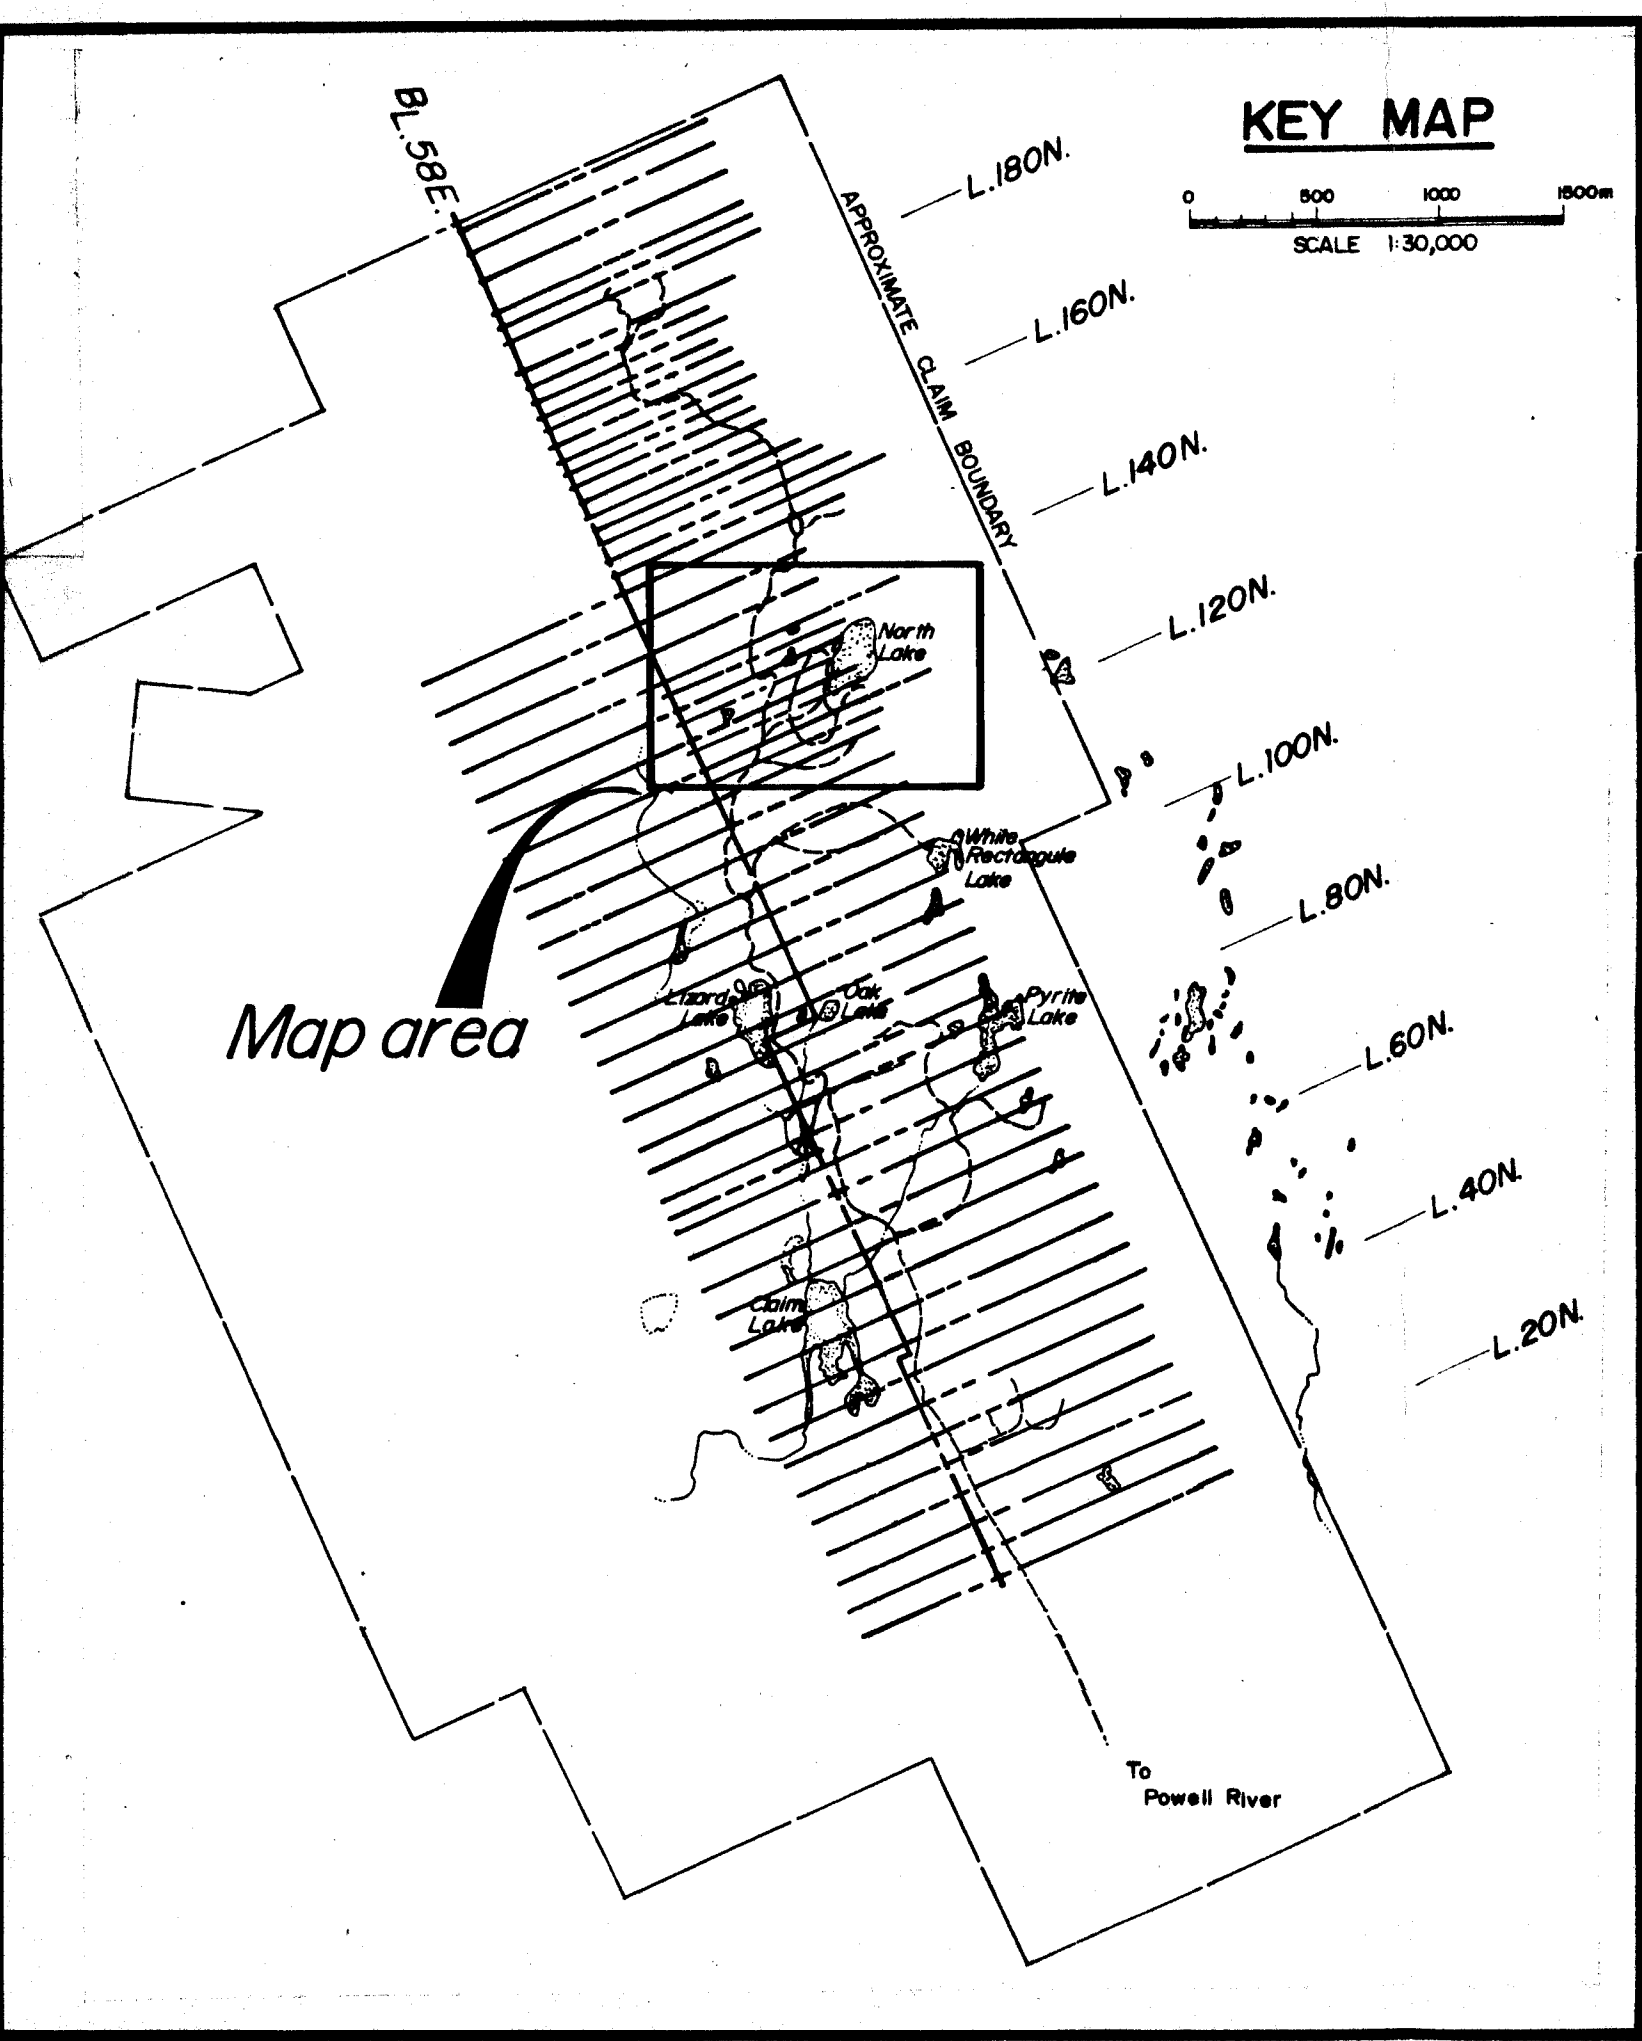 KEY MAP
0 500 1000 1500m
SCALE 1:30,000
BL.58E.
L.180N.
APPROXIMATE CLAIM BOUNDARY
L.160N.
L.140N.
L.120N.
North
Lake
L.100N.
White
Rectangule
Lake
L.80N.
Map area
Lizard
Lake
Oak
Lake
Pyrite
Lake
L.60N.
L.40N.
Claim
Lake
L.20N.
To
Powell River